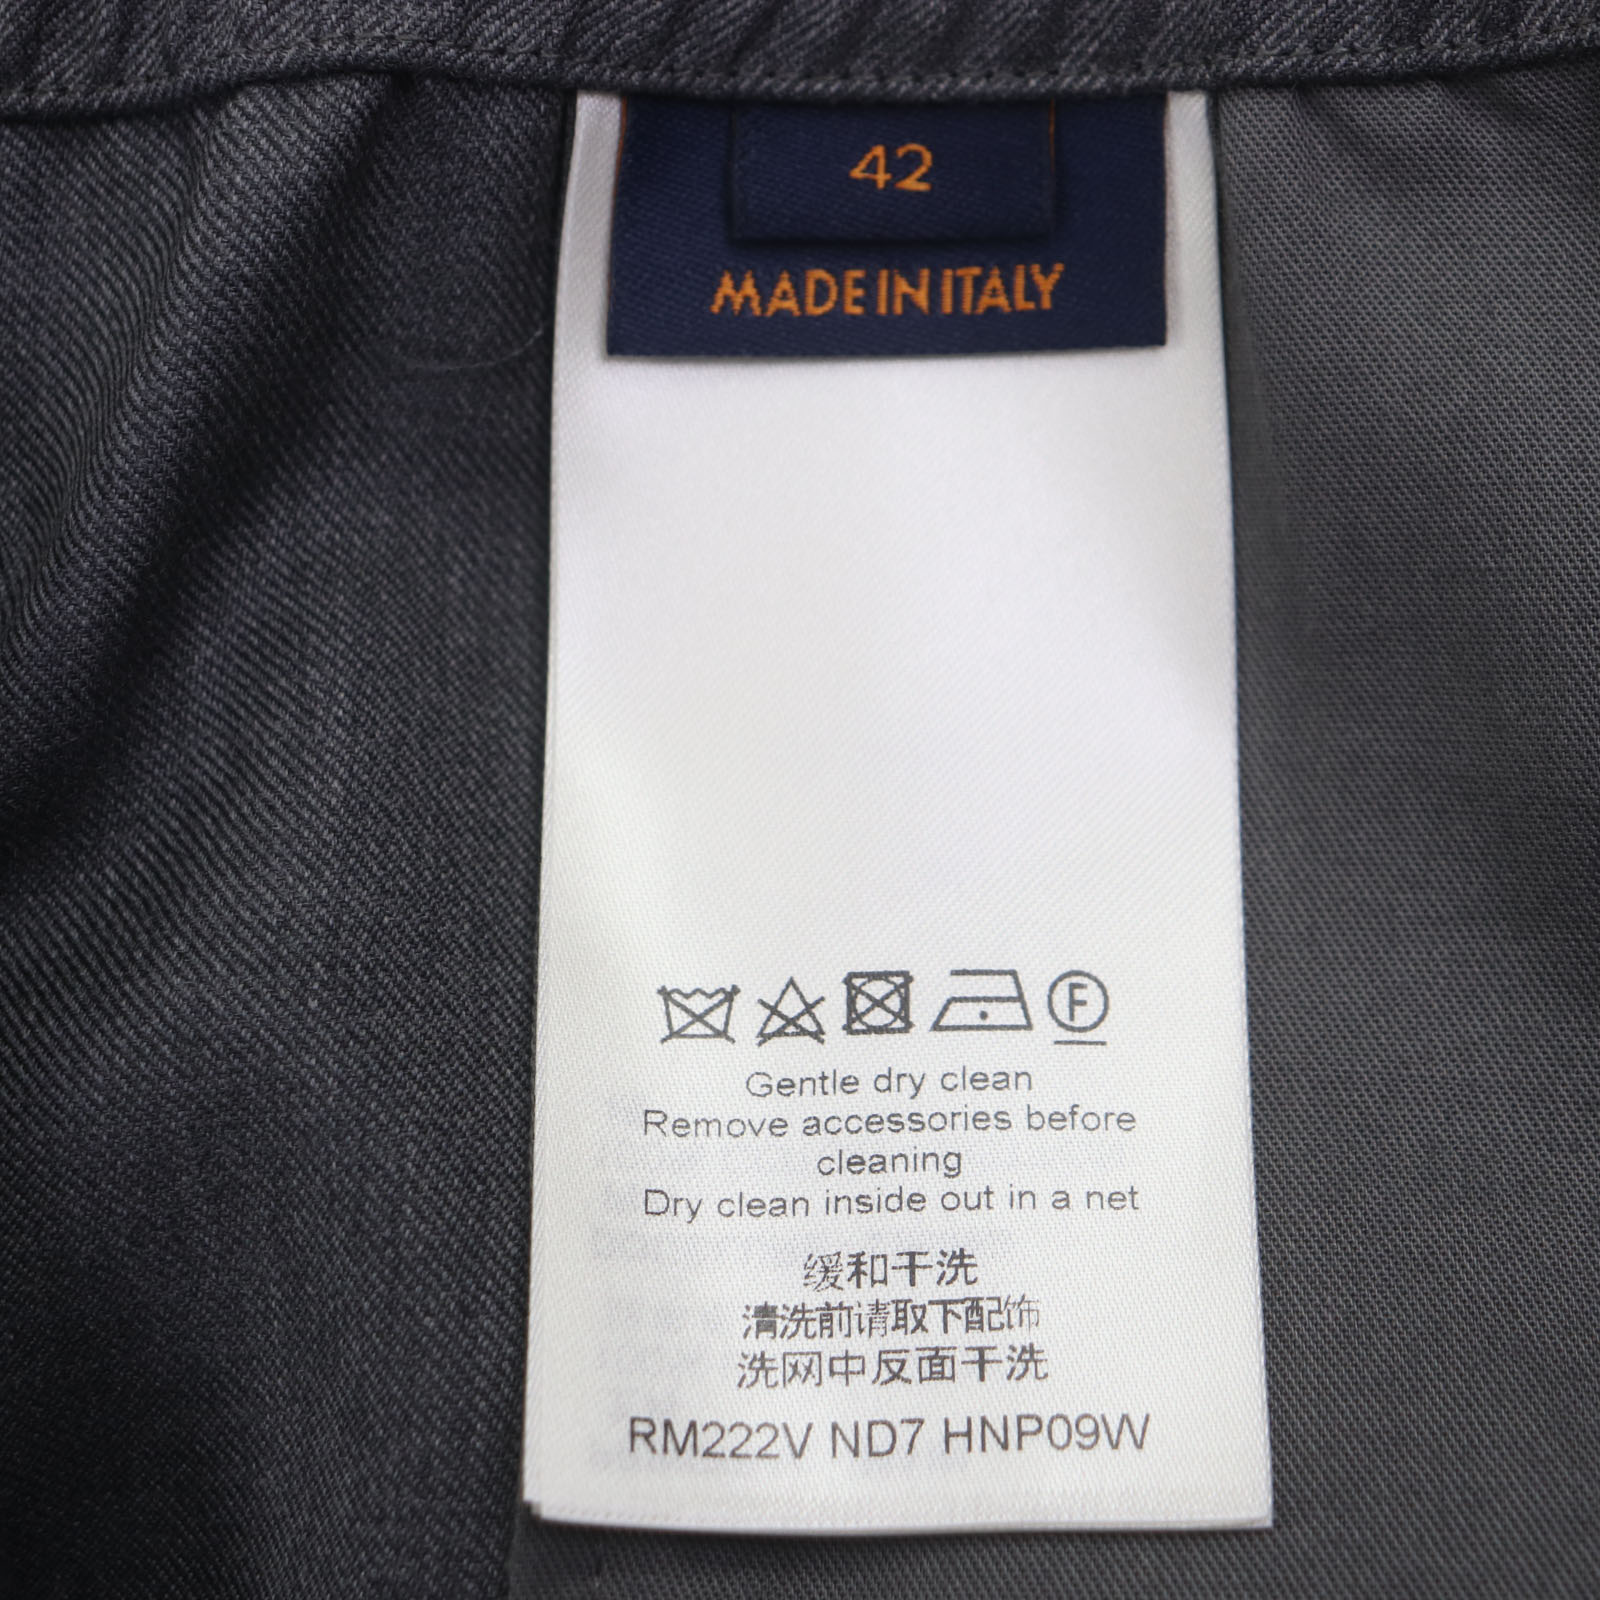 42
MADE IN ITALY
F
Gentle dry clean
Remove accessories before
cleaning
Dry clean inside out in a net
缓和干洗
清洗前请取下配饰
洗网中反面干洗
RM222V ND7 HNP09W